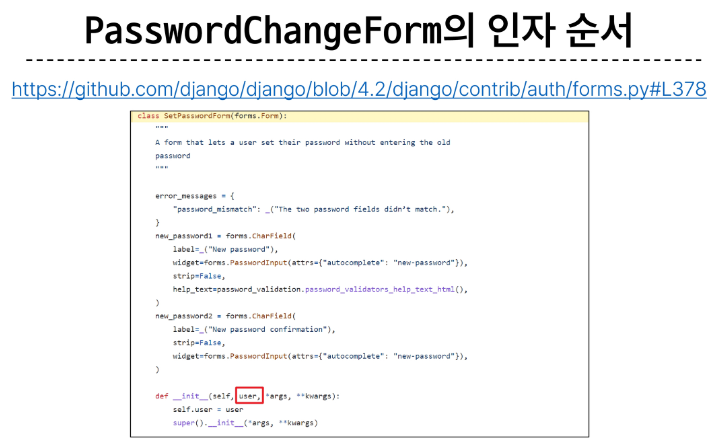 PasswordChangeForm의 인자 순서
https://github.com/django/django/blob/4.2/django/contrib/auth/forms.py#L378
class SetPasswordForm(forms.Form):
"""
A form that lets a user set their password without entering the old
password
"""
error_messages = {
"password_mismatch": _("The two password fields didn’t match."),
}
new_password1 = forms.CharField(
label=_("New password"),
widget=forms.PasswordInput(attrs={"autocomplete": "new-password"}),
strip=False,
help_text=password_validation.password_validators_help_text_html(),
)
new_password2 = forms.CharField(
label=_("New password confirmation"),
strip=False,
widget=forms.PasswordInput(attrs={"autocomplete": "new-password"}),
)
def __init__(self, user, *args, **kwargs):
self.user = user
super().__init__(*args, **kwargs)